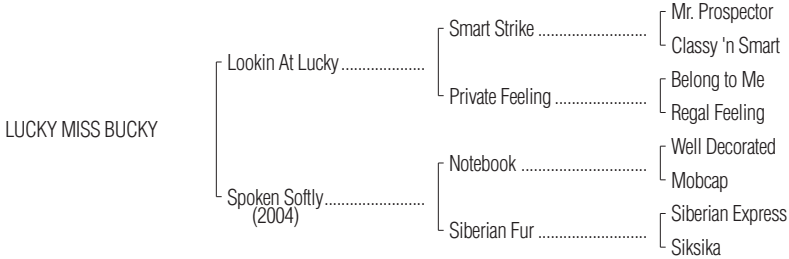 Mr. Prospector
Smart Strike ..........................
Classy 'n Smart
Lookin At Lucky ....................
Belong to Me
Private Feeling ......................
Regal Feeling
LUCKY MISS BUCKY
Well Decorated
Notebook ..............................
Mobcap
Spoken Softly ........................
(2004)
Siberian Express
Siberian Fur ..........................
Siksika